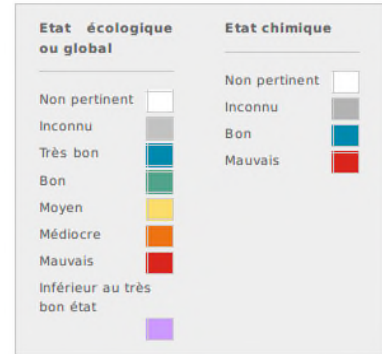 Etat écologique
ou global
Non pertinent
Inconnu
Très bon
Bon
Moyen
Médiocre
Mauvais
Inférieur au très
bon état
Etat chimique
Non pertinent
Inconnu
Bon
Mauvais